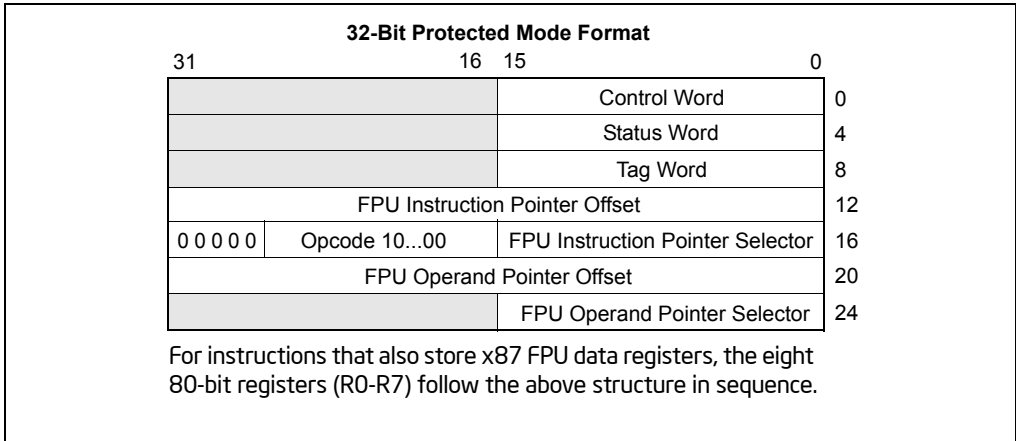 32-Bit Protected Mode Format
31 16 15 0
Control Word 0
Status Word 4
Tag Word 8
FPU Instruction Pointer Offset 12
0 0 0 0 0 Opcode 10...00 FPU Instruction Pointer Selector 16
FPU Operand Pointer Offset 20
FPU Operand Pointer Selector 24
For instructions that also store x87 FPU data registers, the eight
80-bit registers (R0-R7) follow the above structure in sequence.